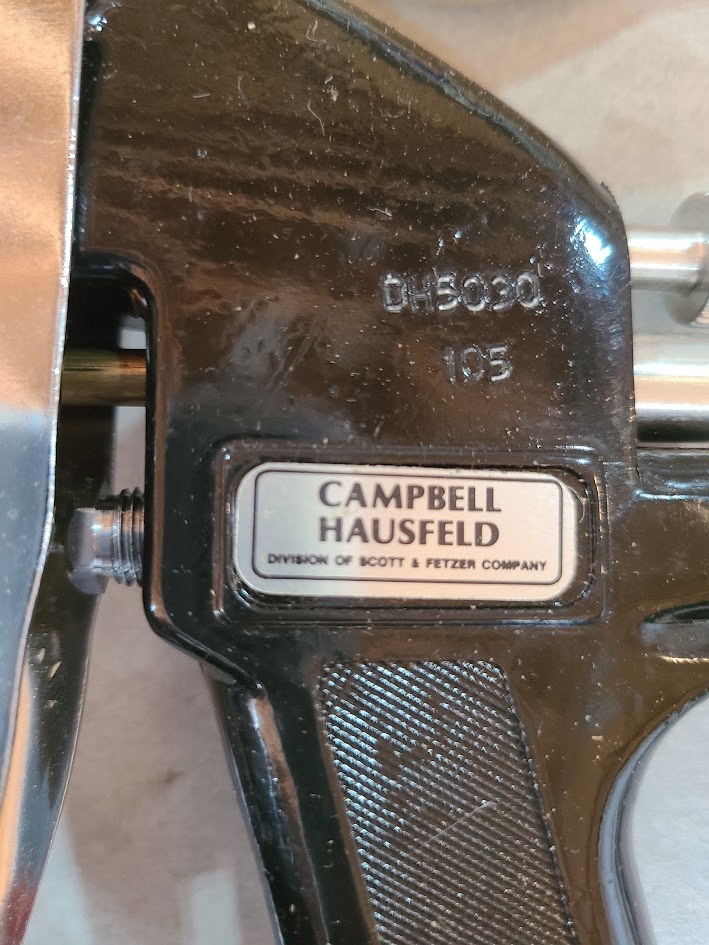 DH5030
105
CAMPBELL
HAUSFELD
DIVISION OF SCOTT & FETZER COMPANY